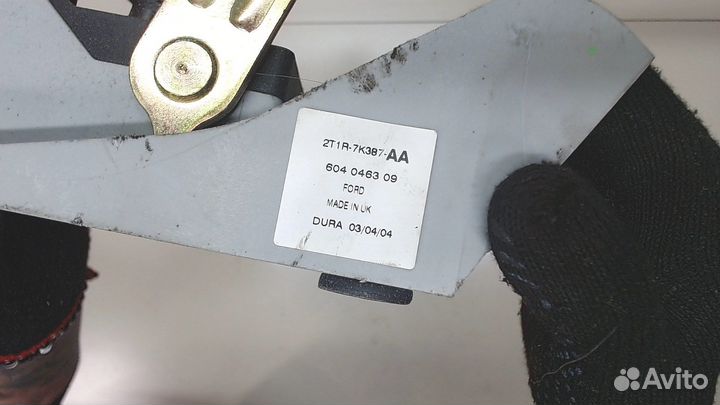 2T1R-7K387-AA
604 0463 09
FORD
MADE IN UK
DURA 03/04/04
Avito